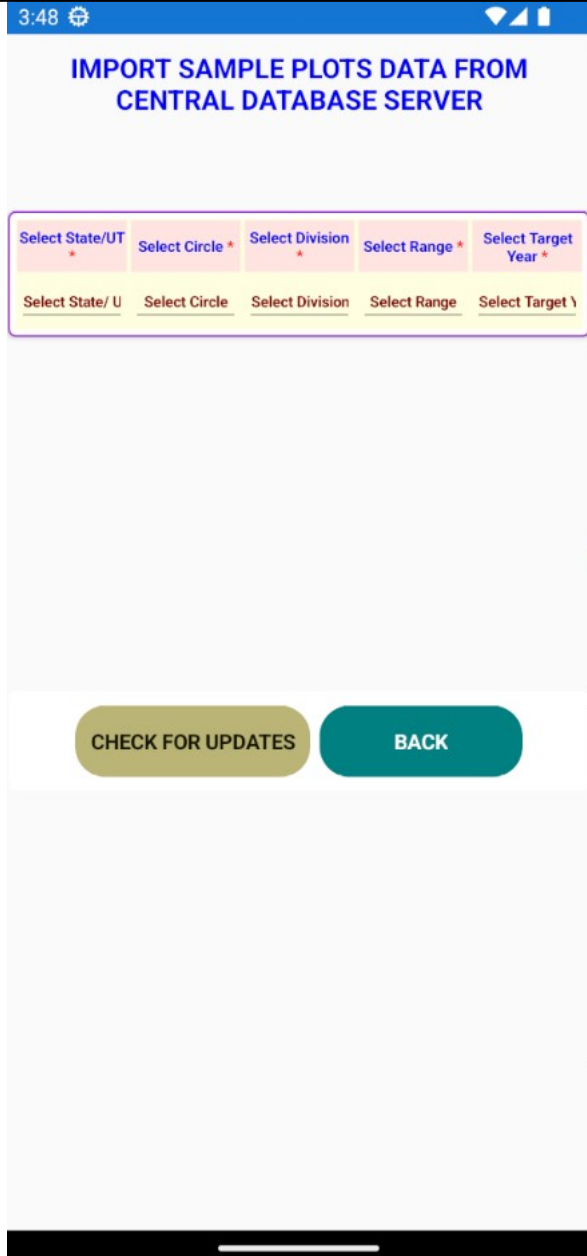 3:48
IMPORT SAMPLE PLOTS DATA FROM
CENTRAL DATABASE SERVER
Select State/UT
*
Select Circle *
Select Division
*
Select Range *
Select Target
Year *
Select State/ U
Select Circle
Select Division
Select Range
Select Target Y
CHECK FOR UPDATES
BACK